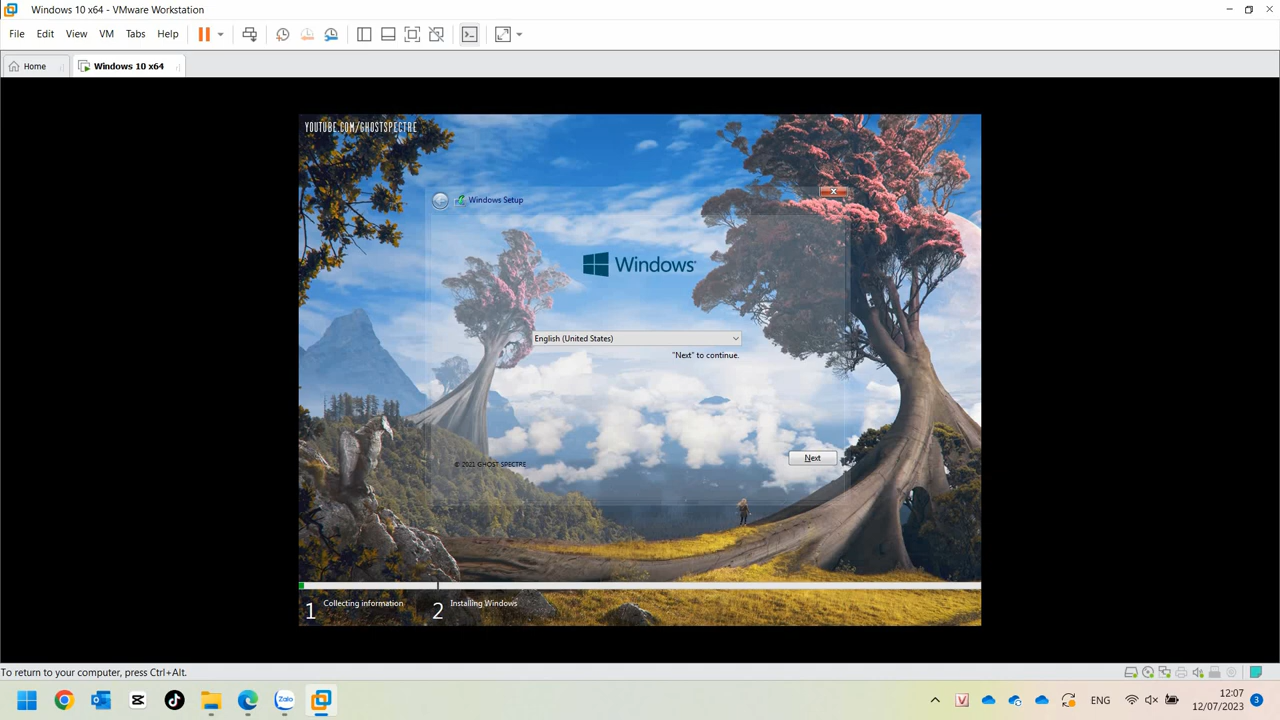 Windows 10 x64 - VMware Workstation
File Edit View VM Tabs Help
Home Windows 10 x64
YOUTUBE.COM/GHOSTSPECTRE
Windows Setup
Windows
English (United States)
"Next" to continue.
Next
© 2021 GHOST SPECTRE
1 Collecting information 2 Installing Windows
To return to your computer, press Ctrl+Alt.
Zalo
V
ENG
12:07
12/07/2023
3